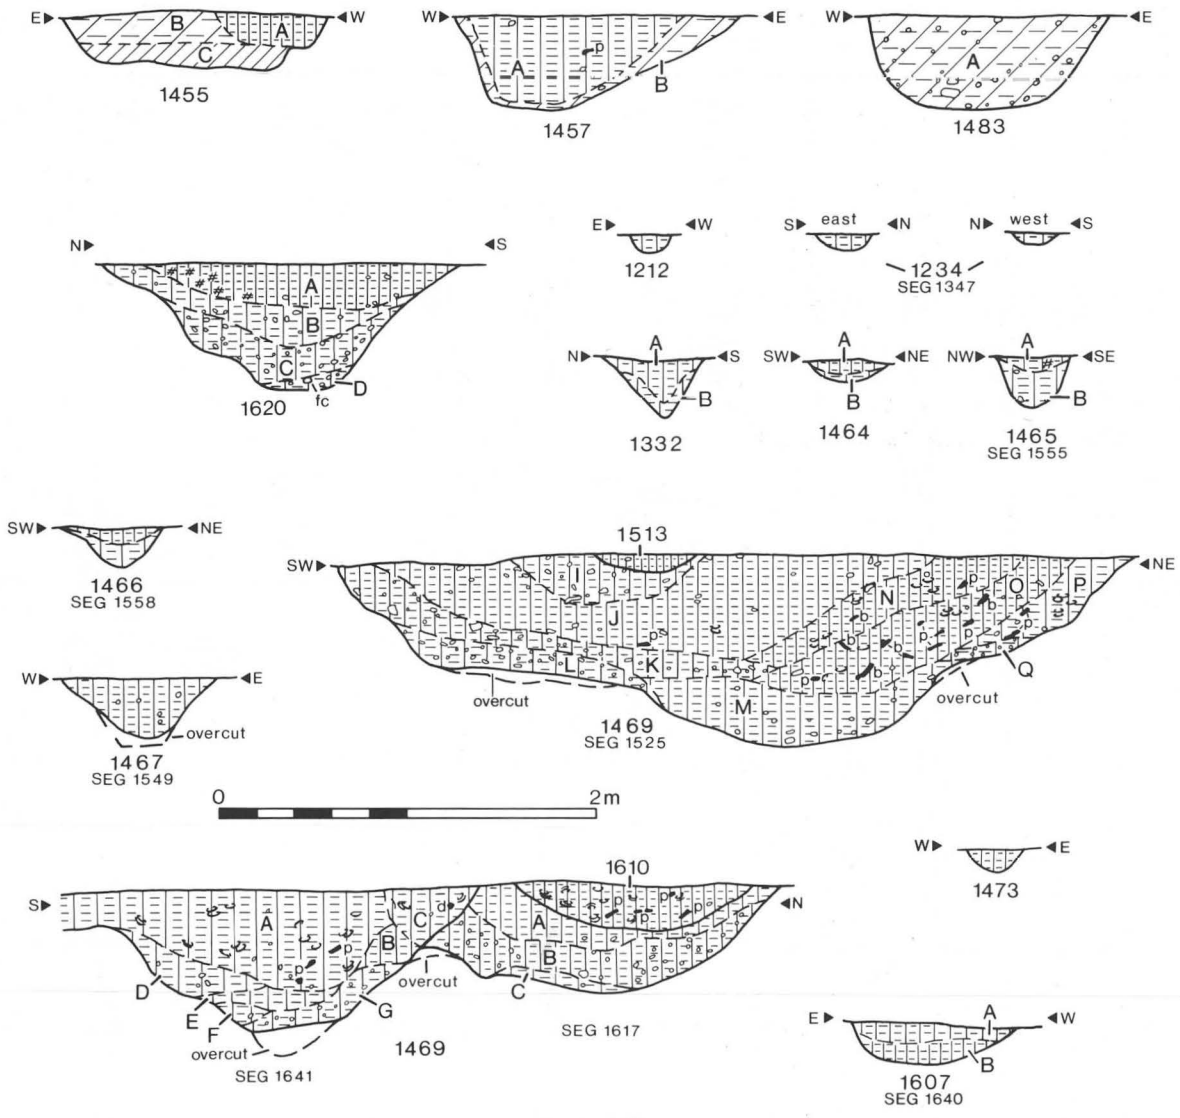 E W
B A
C
1455
W E
A p
B
1457
W E
A
1483
N S
A
B
C
D
fc
1620
E W
1212
S east N
N west S
1234
SEG 1347
N A S
B
1332
SW A NE
B
1464
NW A SE
B
1465
SEG 1555
SW NE
1466
SEG 1558
SW 1513 NE
I J N O P
p b p b
p b p p
L K p b
M Q
overcut
overcut
1469
SEG 1525
W E
overcut
1467
SEG 1549
0 2m
W E
1473
S 1610 N
A C d p p
B p A p p
p B
D C
E G
F
overcut
overcut
1469
SEG 1641
SEG 1617
E A W
B
1607
SEG 1640